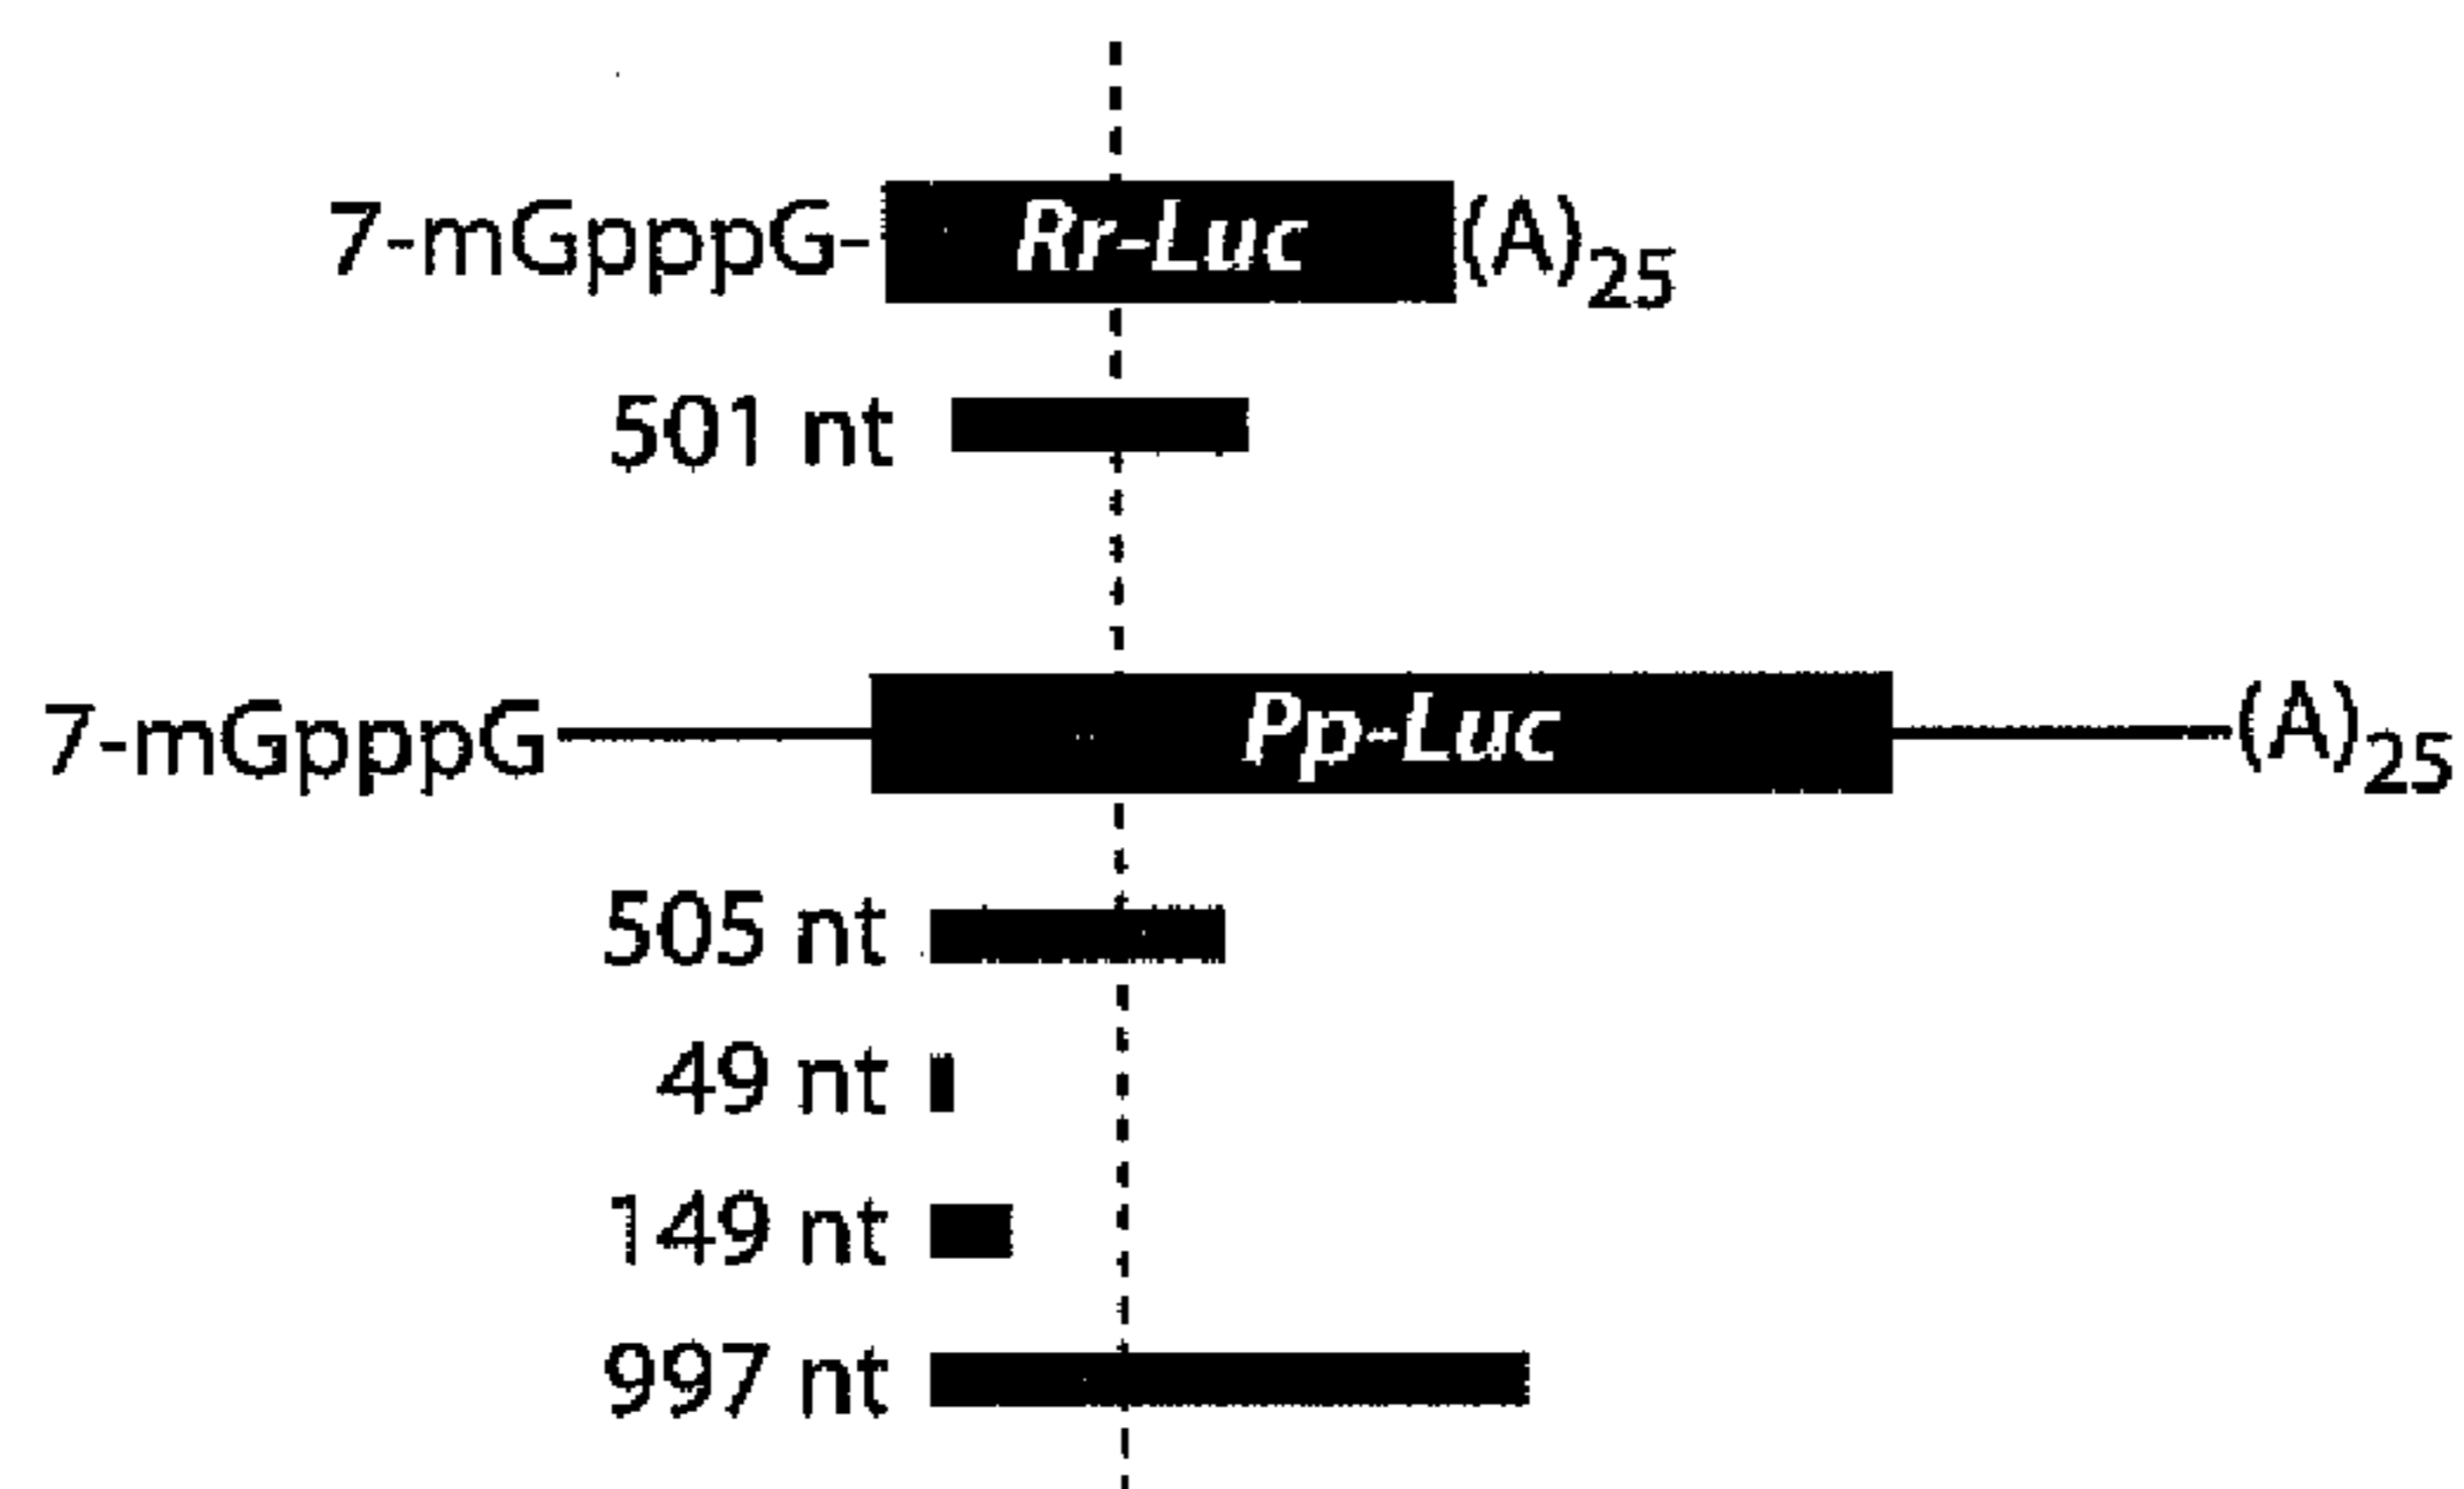 7-mGpppG- Rr-Luc (A)25
501 nt
7-mGpppG Pp-Luc (A)25
505 nt
49 nt
149 nt
997 nt